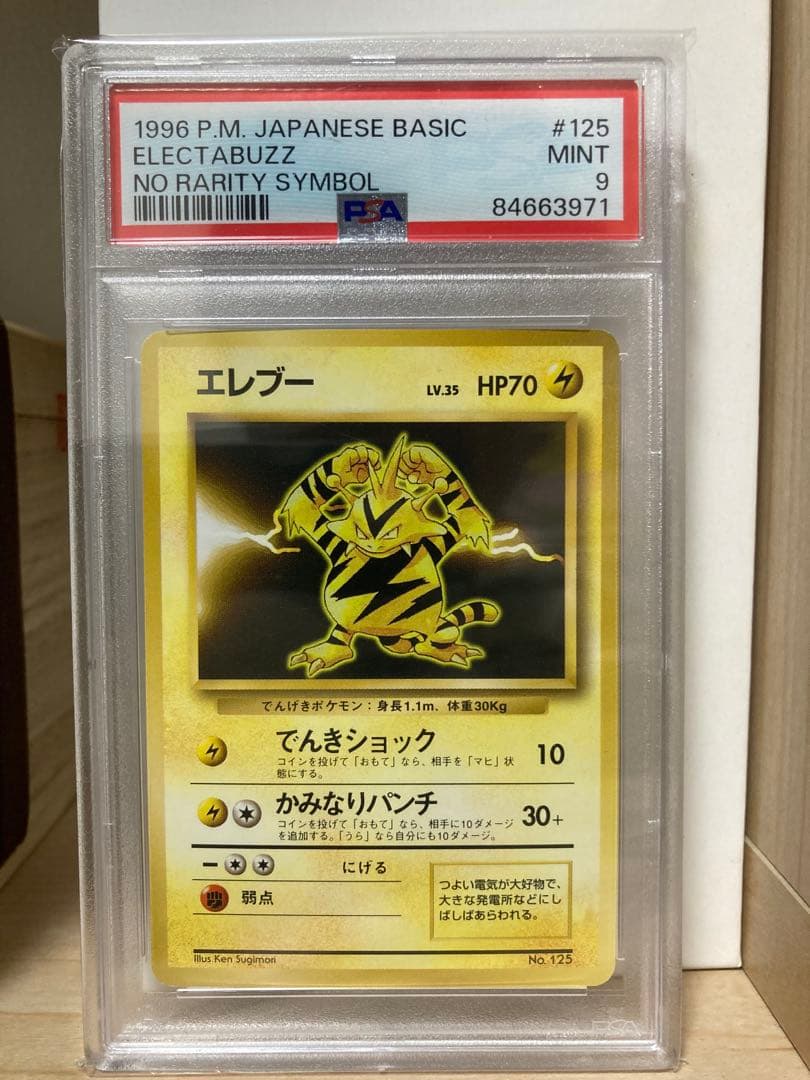 1996 P.M. JAPANESE BASIC #125
ELECTABUZZ MINT
NO RARITY SYMBOL 9
PSA 84663971
エレブー LV.35 HP70
でんげきポケモン：身長1.1m、体重30Kg
でんきショック 10
コインを投げて「おもて」なら、相手を「マヒ」状
態にする。
かみなりパンチ 30+
コインを投げて「おもて」なら、相手に10ダメージ
を追加する。「うら」なら自分にも10ダメージ。
ー にげる
弱点
つよい電気が大好物で、
大きな発電所などにし
ばしばあらわれる。
Illus.Ken Sugimori No. 125
PSA